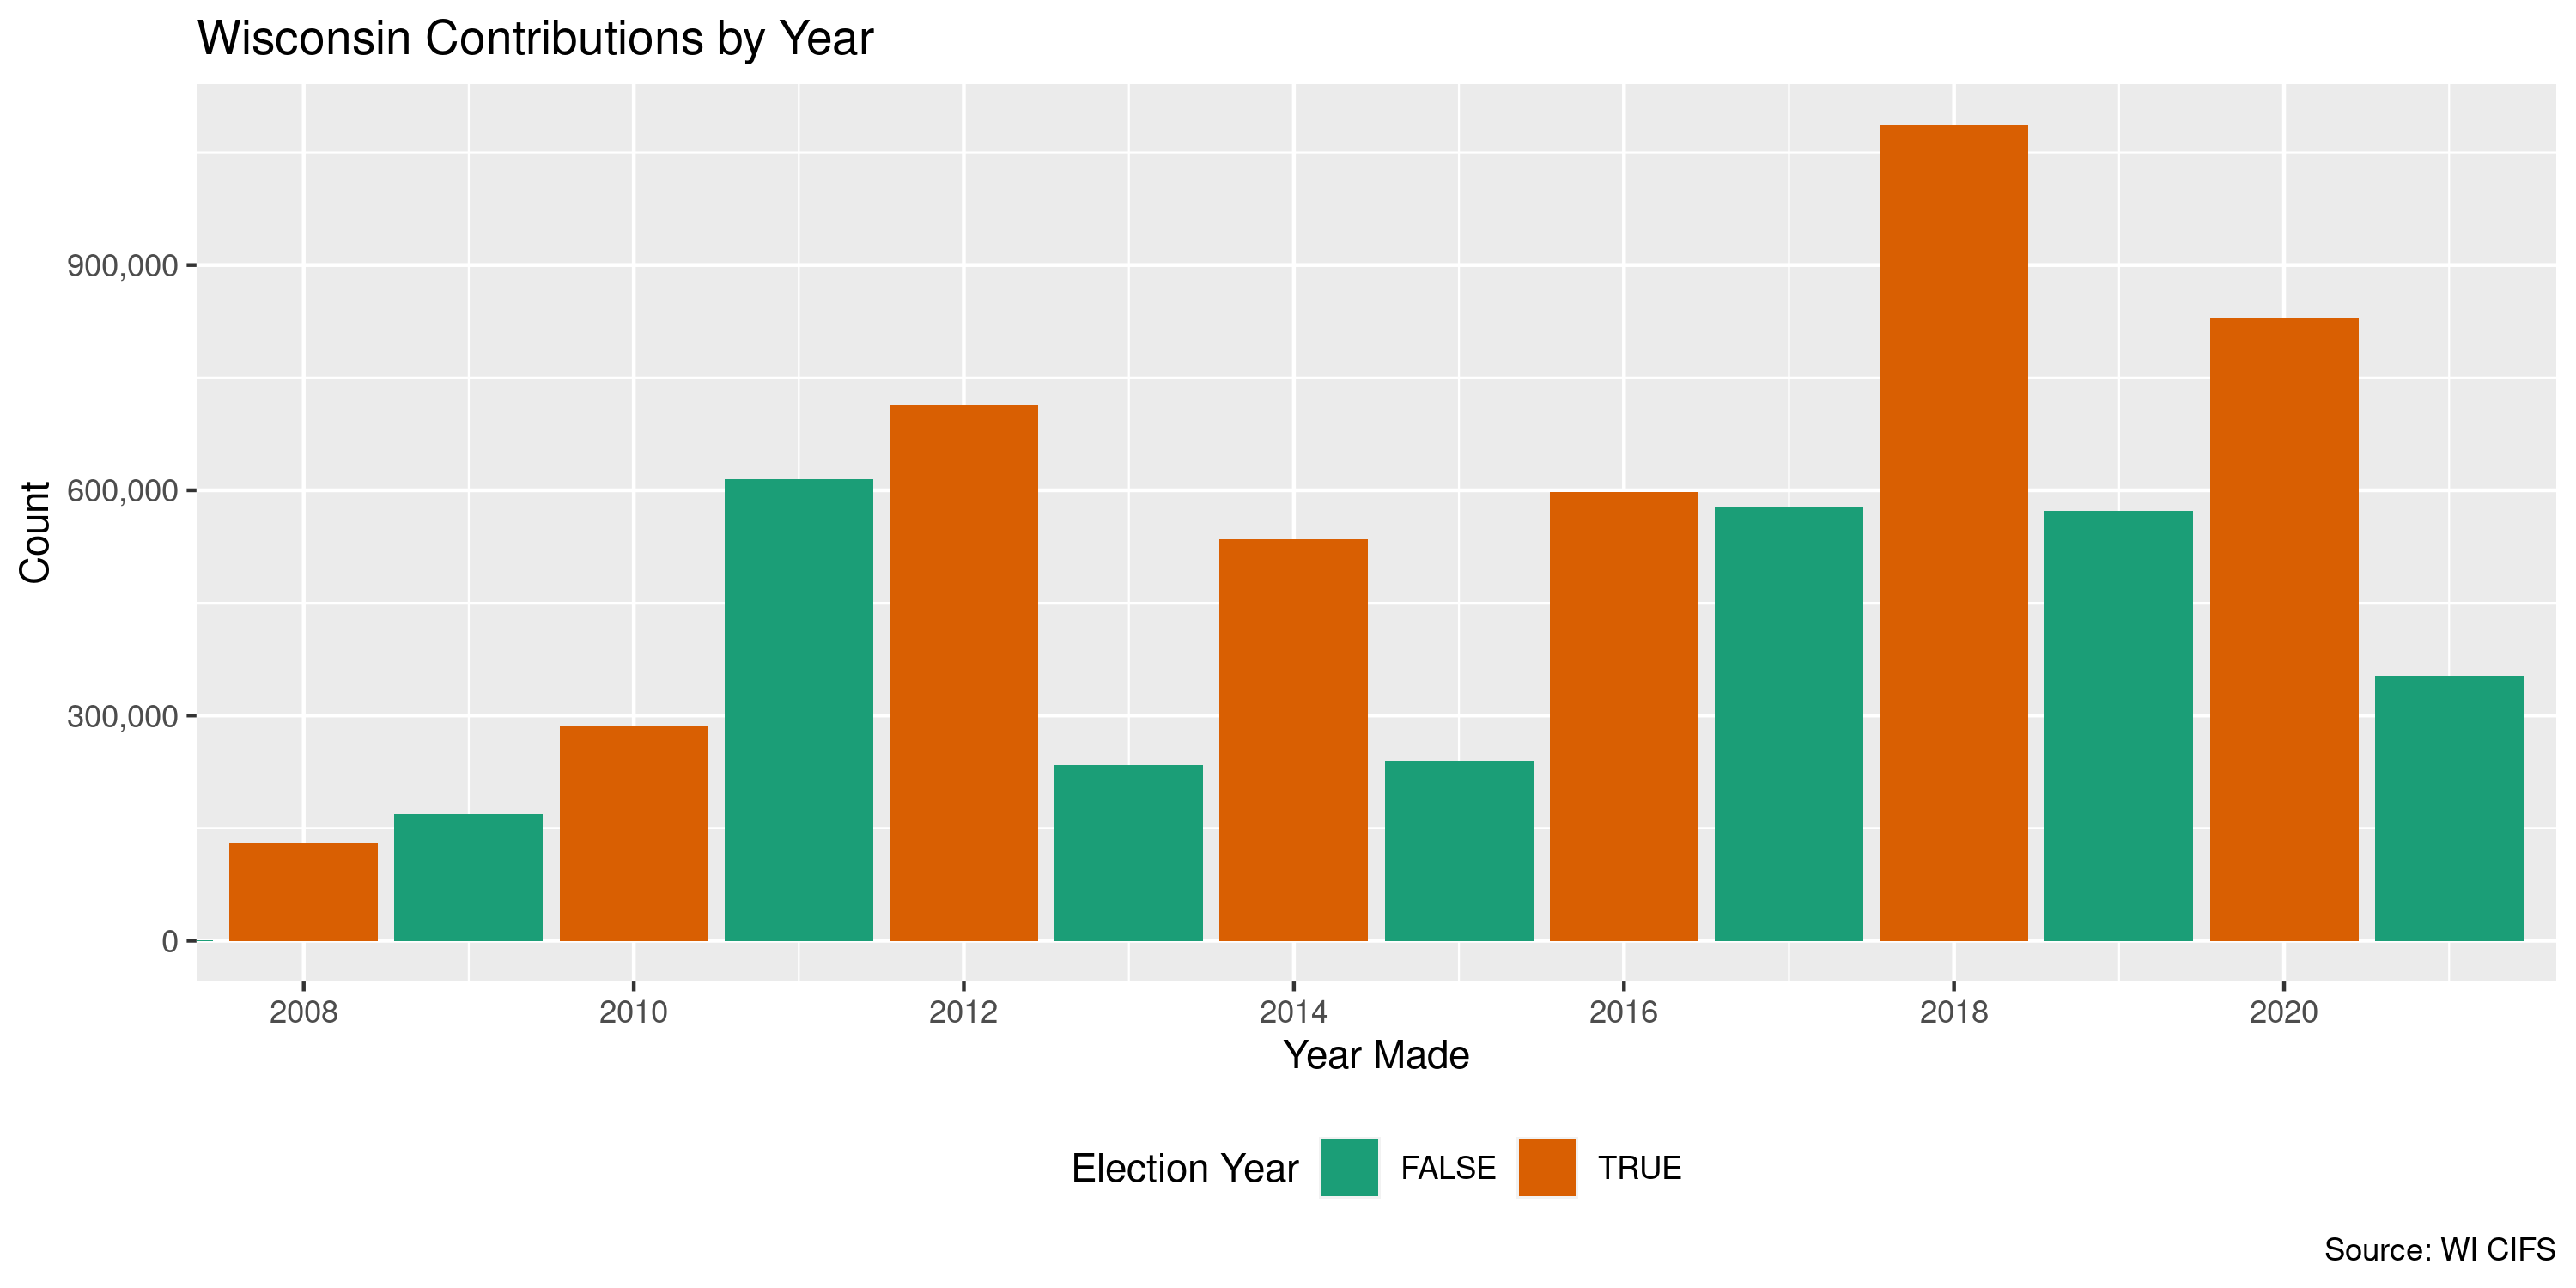 Wisconsin Contributions by Year
Count
900,000
600,000
300,000
0
2008 2010 2012 2014 2016 2018 2020
Year Made
Election Year FALSE TRUE
Source: WI CIFS